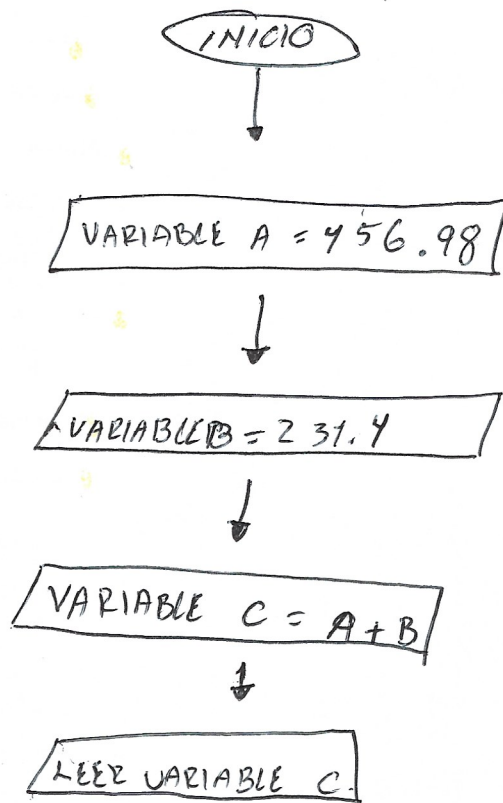 INICIO
VARIABLE A = 456.98
VARIABLE B = 231.4
VARIABLE C = A + B
LEER VARIABLE C.